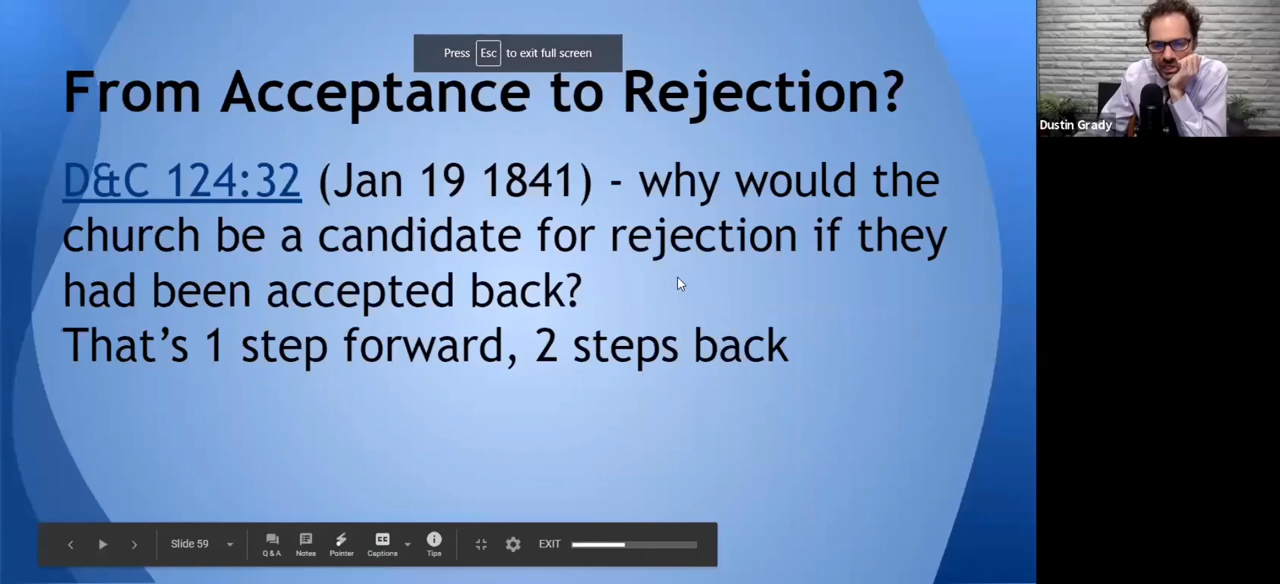 Press Esc to exit full screen
From Acceptance to Rejection?
D&C 124:32 (Jan 19 1841) - why would the
church be a candidate for rejection if they
had been accepted back?
That's 1 step forward, 2 steps back
Dustin Grady
Slide 59
Q & A
Notes
Pointer
CC
Captions
Tips
EXIT